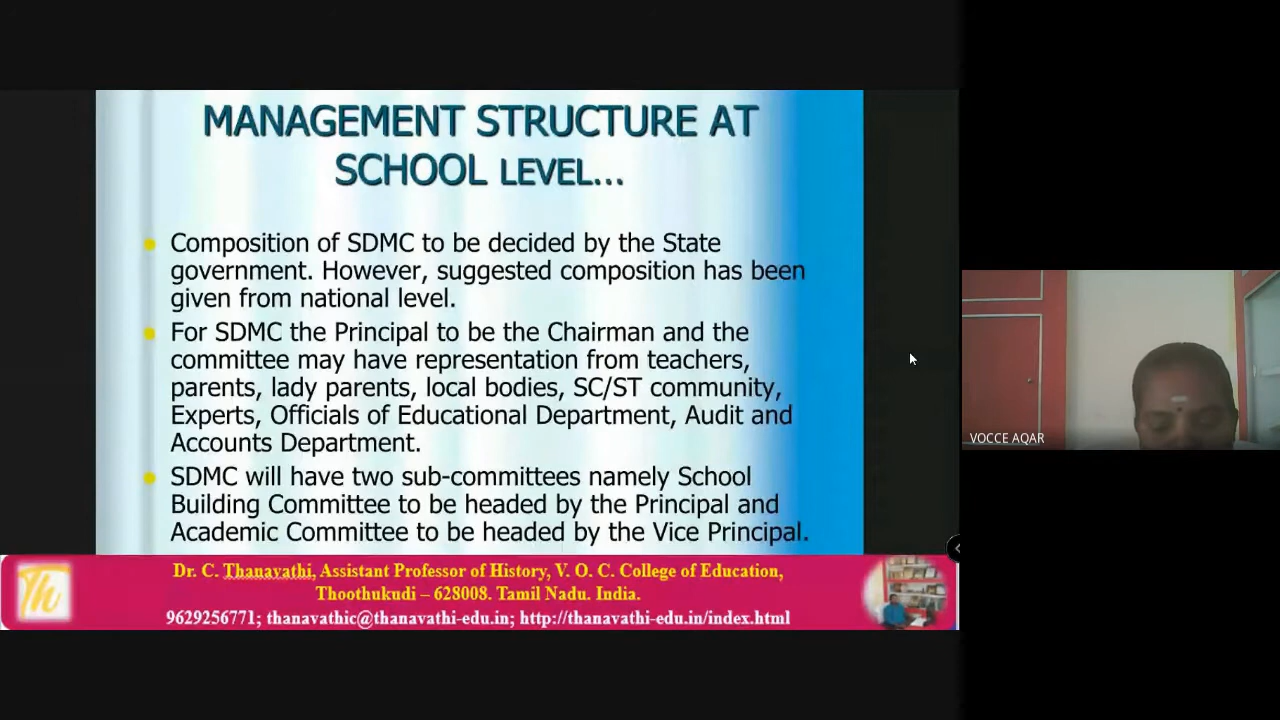 MANAGEMENT STRUCTURE AT
SCHOOL LEVEL...
Composition of SDMC to be decided by the State
government. However, suggested composition has been
given from national level.
For SDMC the Principal to be the Chairman and the
committee may have representation from teachers,
parents, lady parents, local bodies, SC/ST community,
Experts, Officials of Educational Department, Audit and
Accounts Department.
SDMC will have two sub-committees namely School
Building Committee to be headed by the Principal and
Academic Committee to be headed by the Vice Principal.
Th
Dr. C. Thanavathi, Assistant Professor of History, V. O. C. College of Education,
Thoothukudi – 628008. Tamil Nadu. India.
9629256771; thanavathic@thanavathi-edu.in; http://thanavathi-edu.in/index.html
VOCCE AQAR